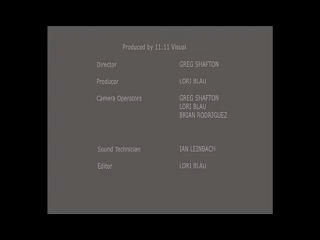 Produced by 11:11 Visual
Director GREG SHAFTON
Producer LORI BLAU
Camera Operators GREG SHAFTON
LORI BLAU
BRIAN RODRIGUEZ
Sound Technician IAN LEINBACH
Editor LORI BLAU